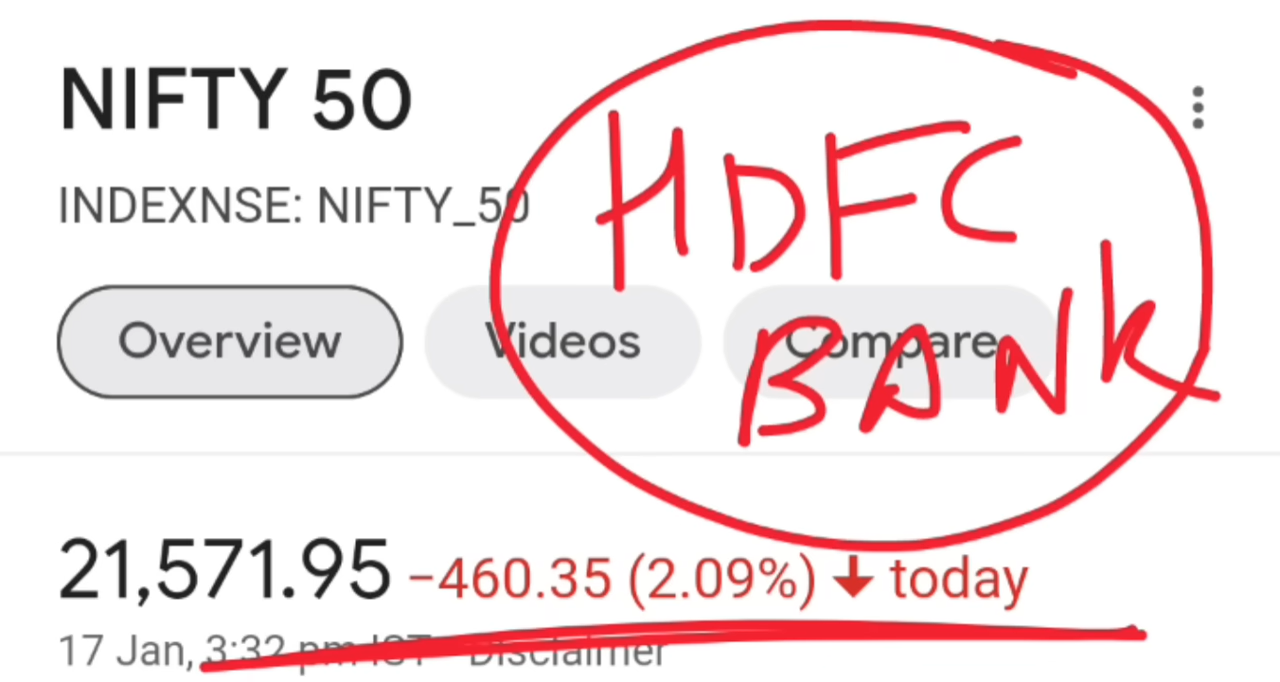 NIFTY 50
INDEXNSE: NIFTY_50
HDFC
BANK
Overview
Videos
Compare
21,571.95 -460.35 (2.09%) ↓ today
17 Jan, 3:32 pm IST · Disclaimer